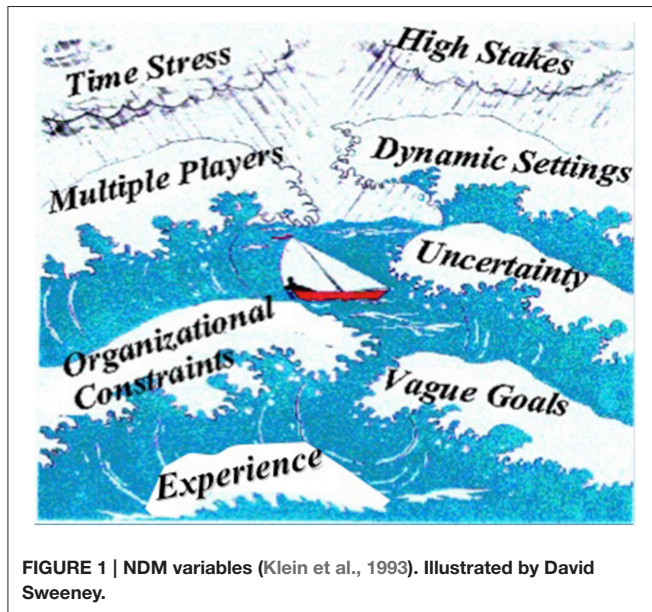 Time Stress
High Stakes
Multiple Players
Dynamic Settings
Uncertainty
Organizational
Constraints
Vague Goals
Experience
FIGURE 1 | NDM variables (Klein et al., 1993). Illustrated by David
Sweeney.